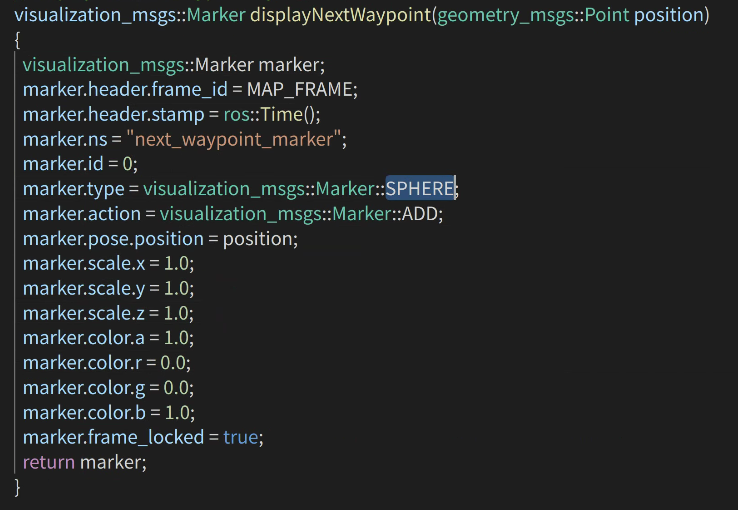 visualization_msgs::Marker displayNextWaypoint(geometry_msgs::Point position)
{
visualization_msgs::Marker marker;
marker.header.frame_id = MAP_FRAME;
marker.header.stamp = ros::Time();
marker.ns = "next_waypoint_marker";
marker.id = 0;
marker.type = visualization_msgs::Marker::SPHERE;
marker.action = visualization_msgs::Marker::ADD;
marker.pose.position = position;
marker.scale.x = 1.0;
marker.scale.y = 1.0;
marker.scale.z = 1.0;
marker.color.a = 1.0;
marker.color.r = 0.0;
marker.color.g = 0.0;
marker.color.b = 1.0;
marker.frame_locked = true;
return marker;
}